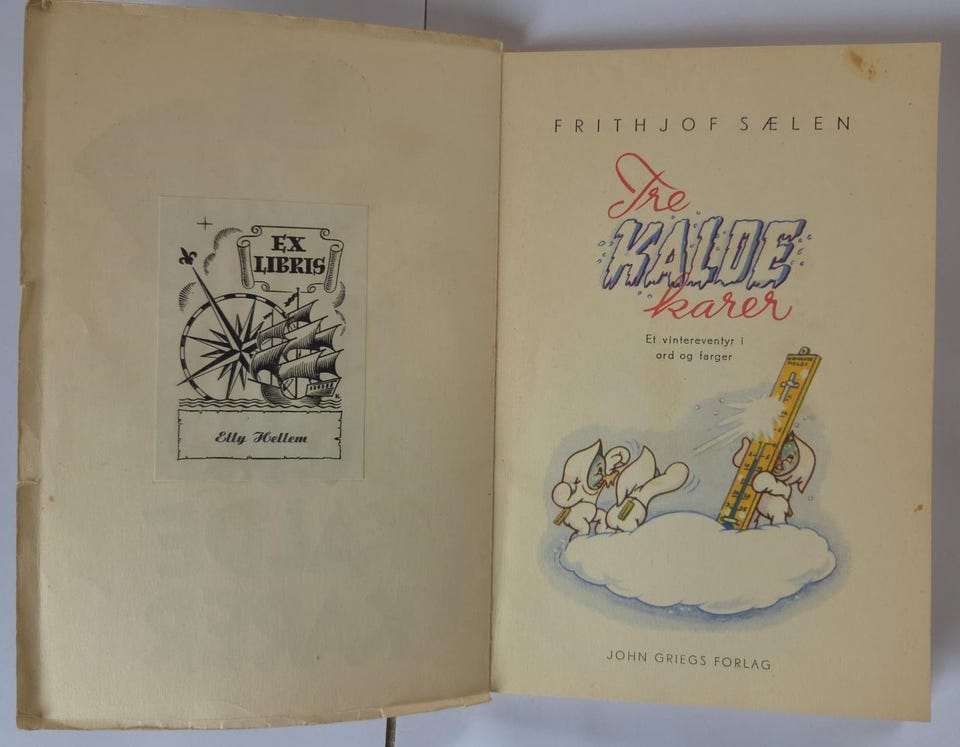 EX
LIBRIS
Elly Hellem
FRITHJOF SÆLEN
Tre
KALDE
karer
Et vintereventyr i
ord og farger
JOHN GRIEGS FORLAG